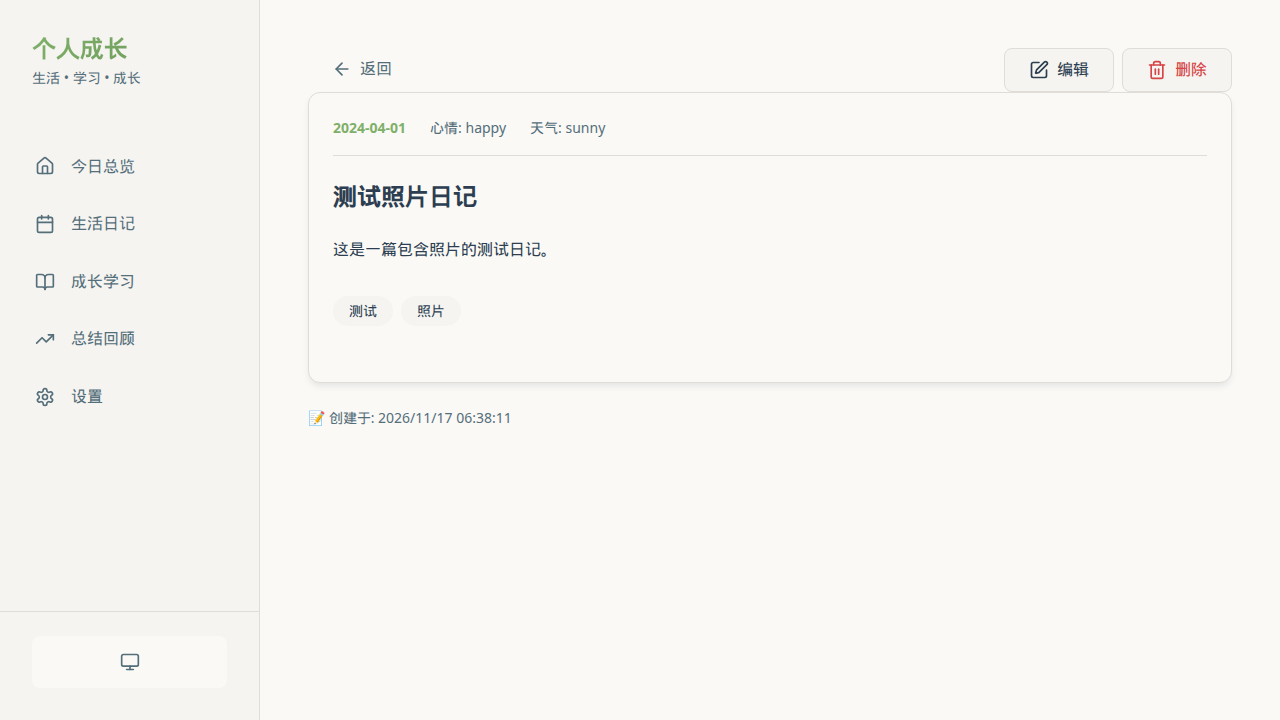 个人成长
生活 • 学习 • 成长
今日总览
生活日记
成长学习
总结回顾
设置
返回
编辑
删除
2024-04-01 心情: happy 天气: sunny
测试照片日记
这是一篇包含照片的测试日记。
测试 照片
📝 创建于: 2026/11/17 06:38:11